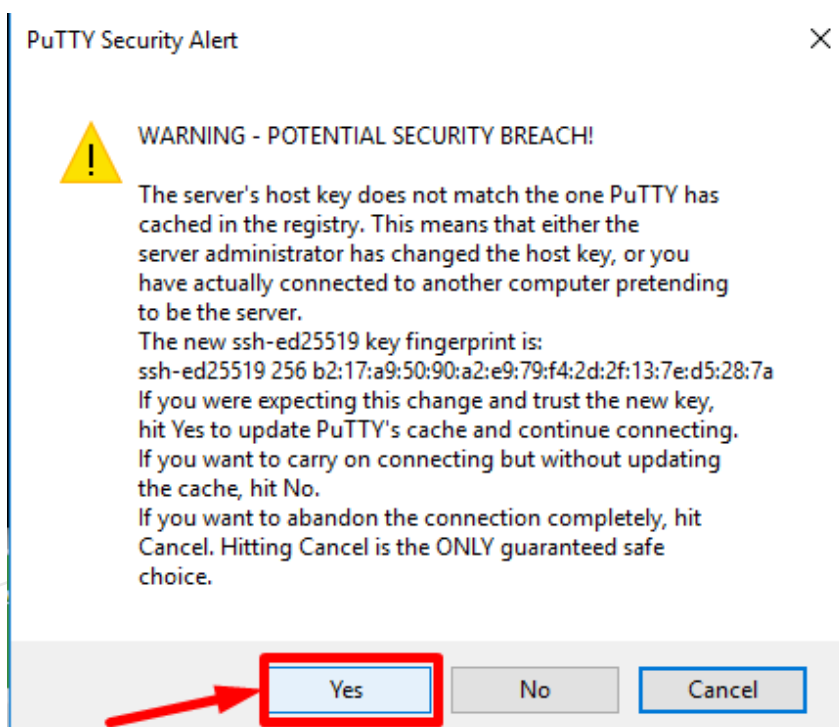 PuTTY Security Alert
WARNING - POTENTIAL SECURITY BREACH!
The server's host key does not match the one PuTTY has
cached in the registry. This means that either the
server administrator has changed the host key, or you
have actually connected to another computer pretending
to be the server.
The new ssh-ed25519 key fingerprint is:
ssh-ed25519 256 b2:17:a9:50:90:a2:e9:79:f4:2d:2f:13:7e:d5:28:7a
If you were expecting this change and trust the new key,
hit Yes to update PuTTY's cache and continue connecting.
If you want to carry on connecting but without updating
the cache, hit No.
If you want to abandon the connection completely, hit
Cancel. Hitting Cancel is the ONLY guaranteed safe
choice.
Yes No Cancel